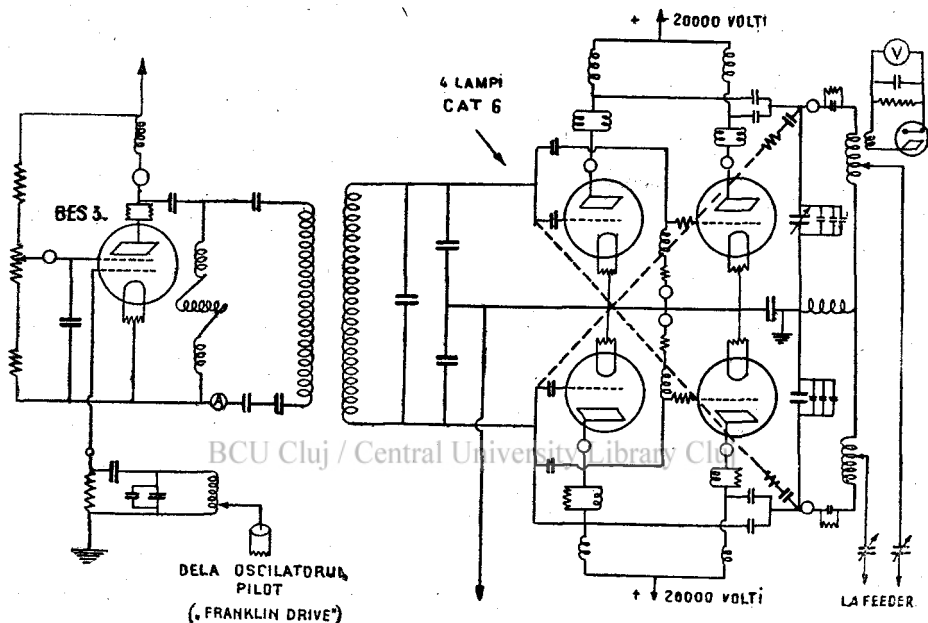 + 20000 VOLTI
V
4 LAMPI
CAT 6
BES 3.
A
BCU Cluj / Central University Library Cluj
DELA OSCILATORUL
PILOT
(„FRANKLIN DRIVE")
+ 20000 VOLTI
LA FEEDER.